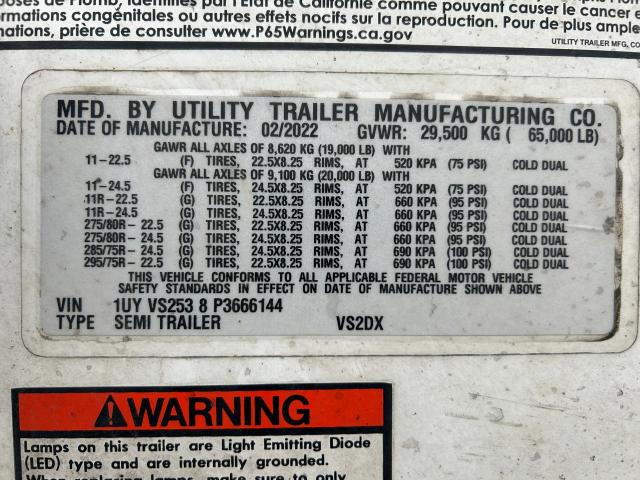 par l'État de Californie comme pouvant causer le cancer
ormations congénitales ou autres effets nocifs sur la reproduction. Pour de plus ample
mations, prière de consulter www.P65Warnings.ca.gov
UTILITY TRAILER MFG, CO
MFD. BY UTILITY TRAILER MANUFACTURING CO.
DATE OF MANUFACTURE: 02/2022 GVWR: 29,500 KG ( 65,000 LB)
GAWR ALL AXLES OF 8,620 KG (19,000 LB) WITH
11-22.5 (F) TIRES, 22.5X8.25 RIMS, AT 520 KPA (75 PSI) COLD DUAL
GAWR ALL AXLES OF 9,100 KG (20,000 LB) WITH
11-24.5 (F) TIRES, 24.5X8.25 RIMS, AT 520 KPA (75 PSI) COLD DUAL
11R-22.5 (G) TIRES, 22.5X8.25 RIMS, AT 660 KPA (95 PSI) COLD DUAL
11R-24.5 (G) TIRES, 24.5X8.25 RIMS, AT 660 KPA (95 PSI) COLD DUAL
275/80R-22.5 (G) TIRES, 22.5X8.25 RIMS, AT 660 KPA (95 PSI) COLD DUAL
275/80R-24.5 (G) TIRES, 24.5X8.25 RIMS, AT 660 KPA (95 PSI) COLD DUAL
285/75R-24.5 (G) TIRES, 24.5X8.25 RIMS, AT 690 KPA (100 PSI) COLD DUAL
295/75R-22.5 (G) TIRES, 22.5X8.25 RIMS, AT 690 KPA (100 PSI) COLD DUAL
THIS VEHICLE CONFORMS TO ALL APPLICABLE FEDERAL MOTOR VEHICLE
SAFETY STANDARDS IN EFFECT ON DATE OF MANUFACTURE SHOWN ABOVE
VIN 1UY VS253 8 P3666144
TYPE SEMI TRAILER VS2DX
WARNING
Lamps on this trailer are Light Emitting Diode
(LED) type and are internally grounded.
When replacing lamps, make sure to only